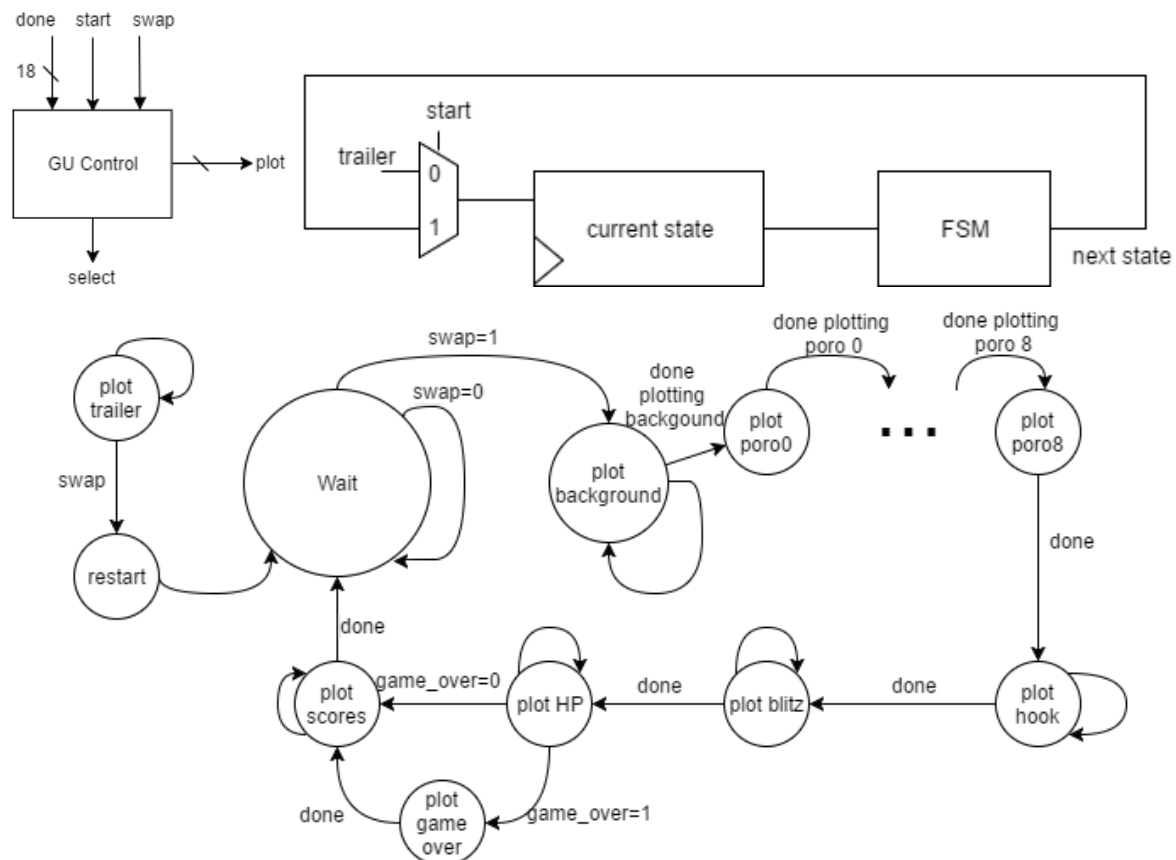 done
start
swap
18
GU Control
plot
select
start
trailer
0
1
current state
FSM
next state
plot
trailer
swap
restart
swap=1
swap=0
Wait
done
plotting
backgound
plot
background
done plotting
poro 0
plot
poro0
...
done plotting
poro 8
plot
poro8
done
plot
hook
done
plot blitz
done
plot HP
game_over=0
game_over=1
plot
game
over
done
plot
scores
done